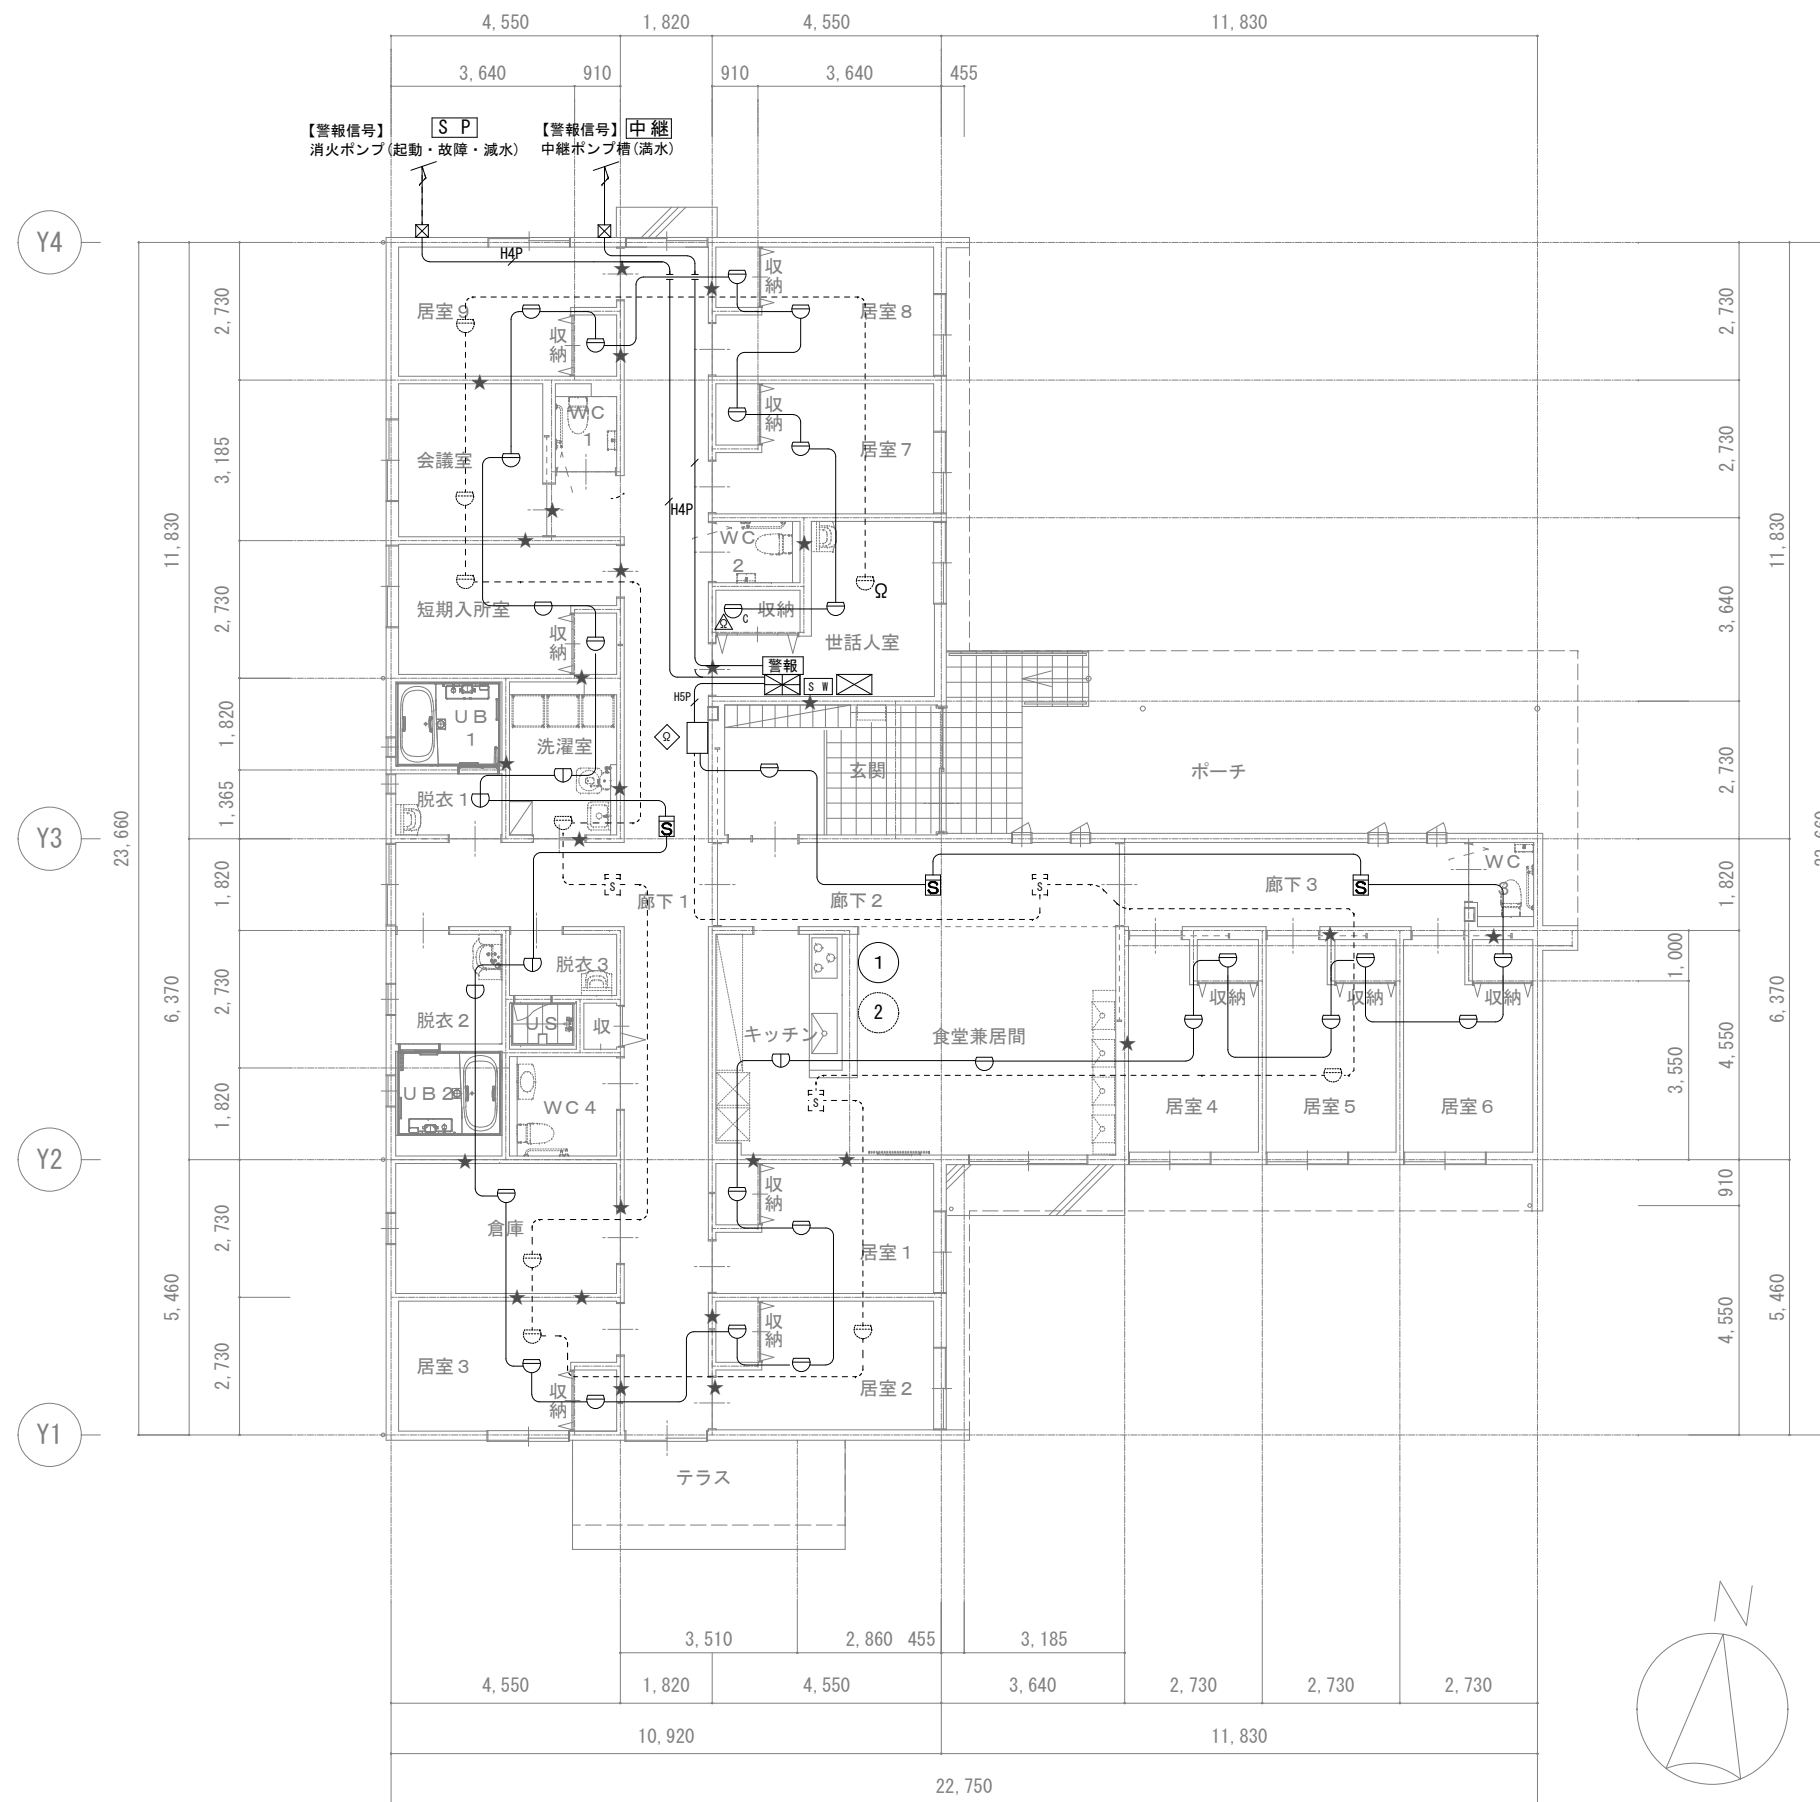 4,550
1,820
4,550
11,830
3,640
910
910
3,640
455
【警報信号】
S P
【警報信号】
中継
消火ポンプ(起動・故障・減水)
中継ポンプ槽(満水)
Y4
H4P
収納
居室9
居室8
2,730
2,730
2,730
収納
収納
WC
1
会議室
居室7
3,185
2,730
2,730
H4P
11,830
11,830
WC
2
Ω
短期入所室
収納
Ω
C
世話人室
2,730
3,640
収納
警報
S W
H5P
UB
1
洗濯室
Ω
玄関
ポーチ
1,820
2,730
2,730
脱衣1
1,365
S
Y3
23,660
WC
3
1,820
S
廊下1
廊下2
S
S
廊下3
S
1,820
1,820
脱衣3
1
1,000
脱衣2
US
収
2
収納
収納
収納
2,730
6,370
6,370
キッチン
食堂兼居間
4,550
3,550
4,550
UB2
WC4
S
居室4
居室5
居室6
1,820
Y2
収納
910
倉庫
居室1
2,730
5,460
4,550
5,460
収納
居室3
収納
居室2
2,730
Y1
テラス
N
3,510
2,860
455
3,185
4,550
1,820
4,550
3,640
2,730
2,730
2,730
10,920
11,830
22,750